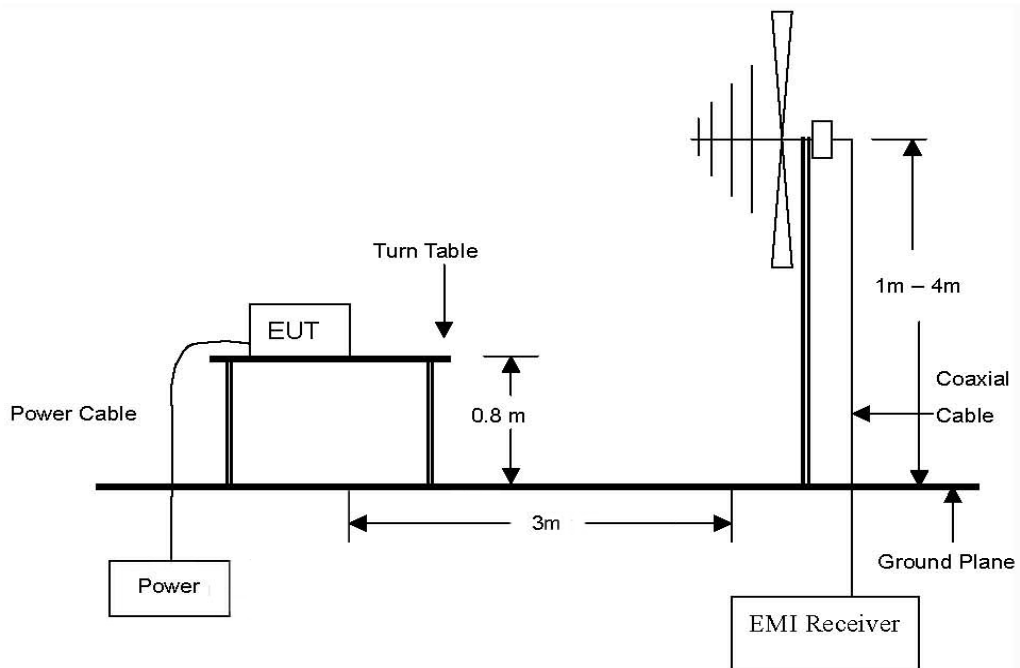 Turn Table
1m – 4m
EUT
Coaxial
Cable
Power Cable
0.8 m
3m
Ground Plane
Power
EMI Receiver